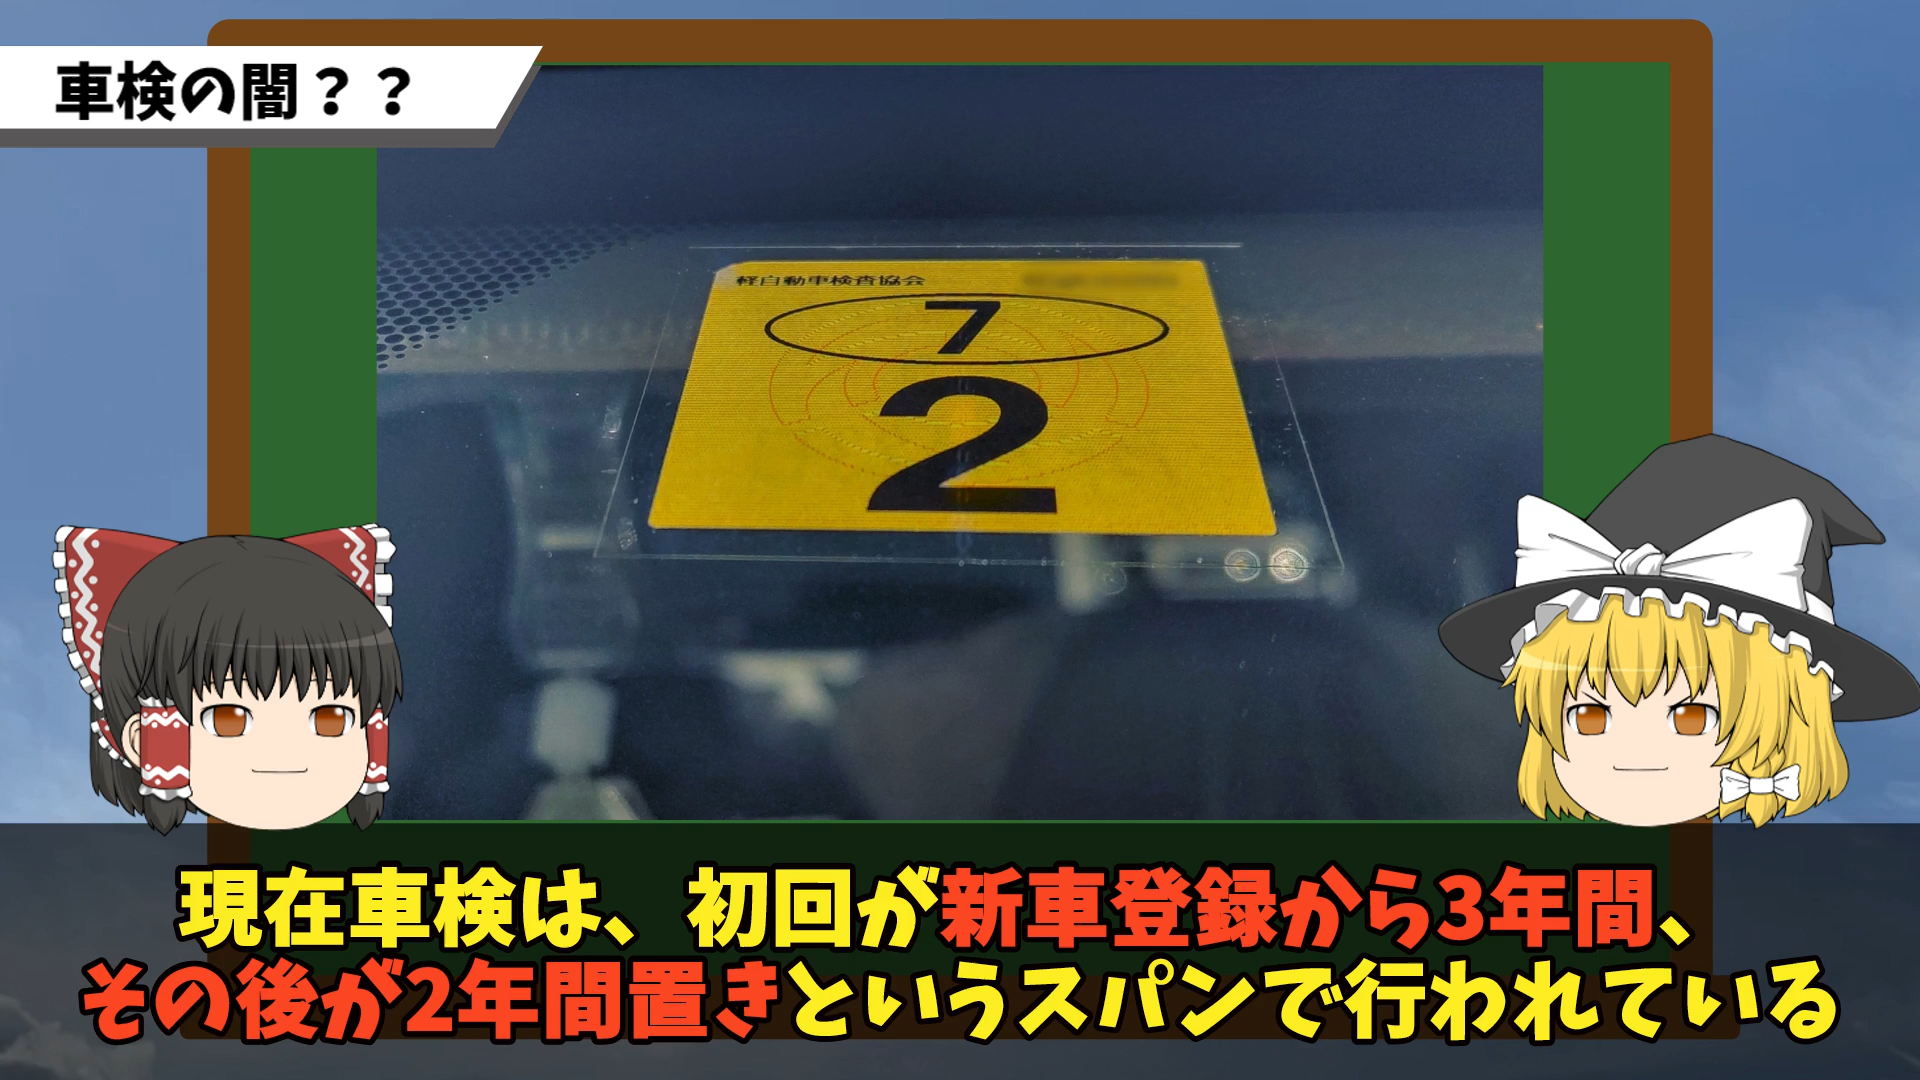 車検の闇？？
軽自動車検査協会
7
2
現在車検は、初回が新車登録から3年間、
その後が2年間置きというスパンで行われている